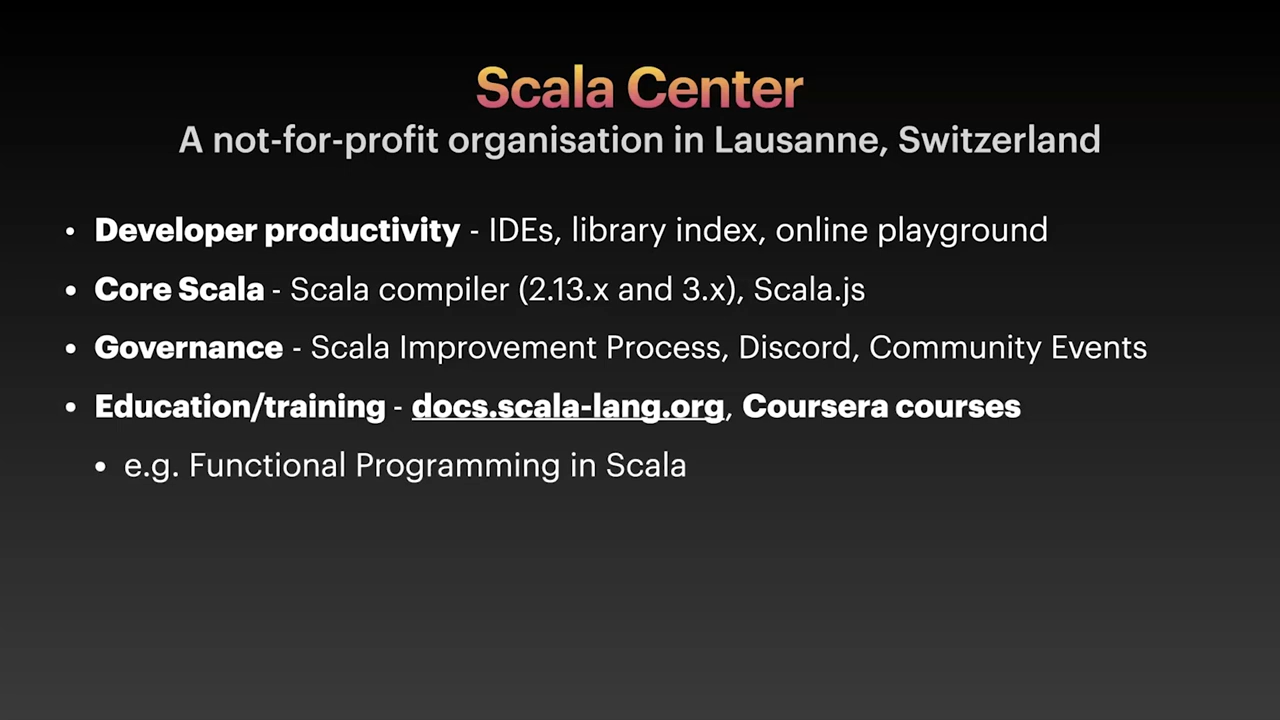 Scala Center
A not-for-profit organisation in Lausanne, Switzerland
• Developer productivity - IDEs, library index, online playground
• Core Scala - Scala compiler (2.13.x and 3.x), Scala.js
• Governance - Scala Improvement Process, Discord, Community Events
• Education/training - docs.scala-lang.org, Coursera courses
• e.g. Functional Programming in Scala